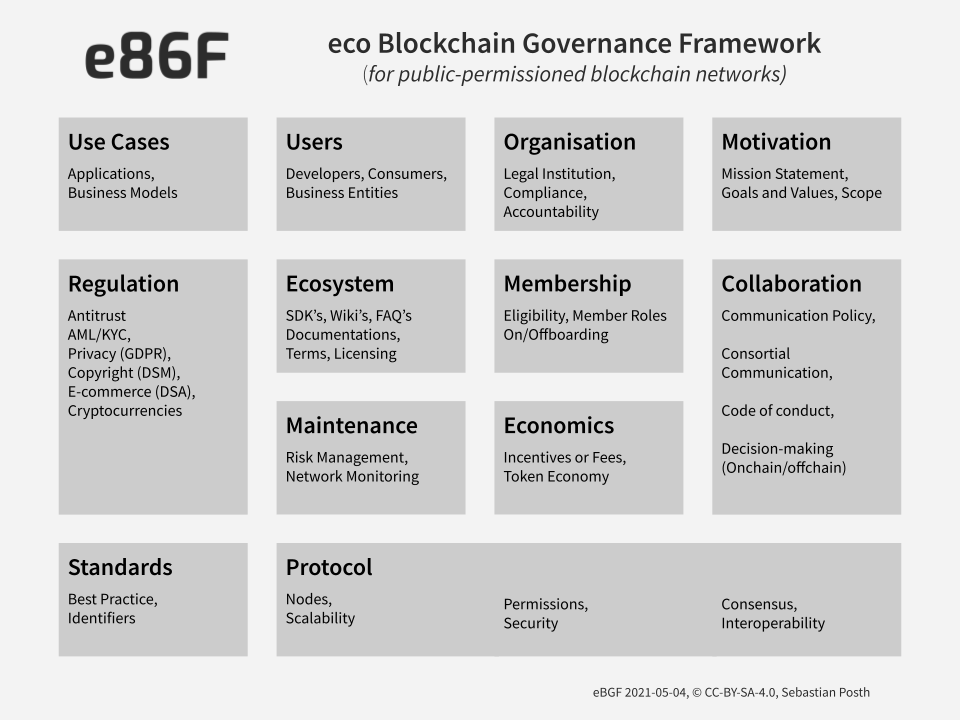 e86F
eco Blockchain Governance Framework
(for public-permissioned blockchain networks)
Use Cases
Applications,
Business Models
Users
Developers, Consumers,
Business Entities
Organisation
Legal Institution,
Compliance,
Accountability
Motivation
Mission Statement,
Goals and Values, Scope
Regulation
Antitrust
AML/KYC,
Privacy (GDPR),
Copyright (DSM),
E-commerce (DSA),
Cryptocurrencies
Ecosystem
SDK’s, Wiki’s, FAQ’s
Documentations,
Terms, Licensing
Membership
Eligibility, Member Roles
On/Offboarding
Collaboration
Communication Policy,
Consortial
Communication,
Code of conduct,
Decision-making
(Onchain/offchain)
Maintenance
Risk Management,
Network Monitoring
Economics
Incentives or Fees,
Token Economy
Standards
Best Practice,
Identifiers
Protocol
Nodes,
Scalability
Permissions,
Security
Consensus,
Interoperability
eBGF 2021-05-04, © CC-BY-SA-4.0, Sebastian Posth